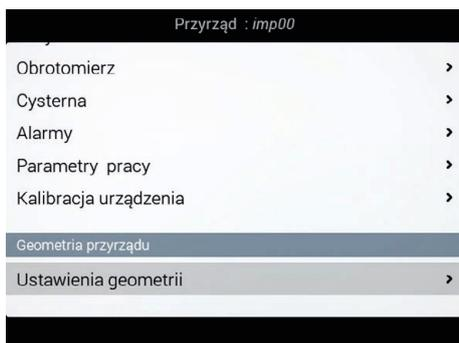 Przyrząd : imp00
Obrotomierz
Cysterna
Alarmy
Parametry pracy
Kalibracja urządzenia
Geometria przyrządu
Ustawienia geometrii